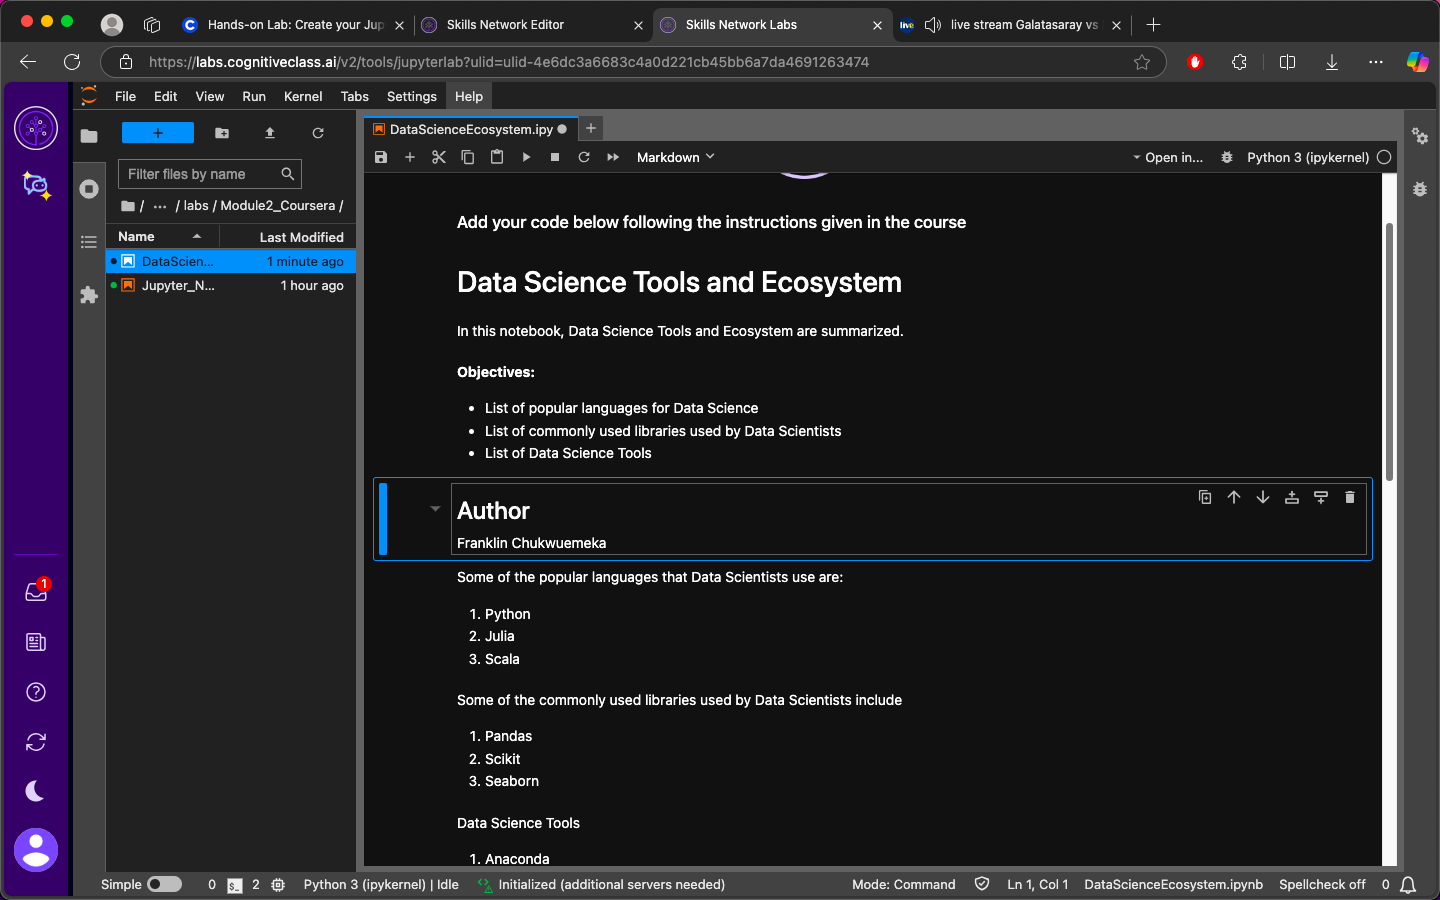 Hands-on Lab: Create your Jup
Skills Network Editor
Skills Network Labs
live
live stream Galatasaray vs
https://labs.cognitiveclass.ai/v2/tools/jupyterlab?ulid=ulid-4e6dc3a6683c4a0d221cb45bb6a7da4691263474
File Edit View Run Kernel Tabs Settings Help
DataScienceEcosystem.ipy
Filter files by name
Markdown
Open in...
Python 3 (ipykernel)
/ ... / labs / Module2_Coursera /
Name
Last Modified
DataScien... 1 minute ago
Jupyter_N... 1 hour ago
Add your code below following the instructions given in the course
Data Science Tools and Ecosystem
In this notebook, Data Science Tools and Ecosystem are summarized.
Objectives:
• List of popular languages for Data Science
• List of commonly used libraries used by Data Scientists
• List of Data Science Tools
Author
Franklin Chukwuemeka
Some of the popular languages that Data Scientists use are:
1. Python
2. Julia
3. Scala
Some of the commonly used libraries used by Data Scientists include
1. Pandas
2. Scikit
3. Seaborn
Data Science Tools
1. Anaconda
1
Simple 0 $_ 2 Python 3 (ipykernel) | Idle Initialized (additional servers needed) Mode: Command Ln 1, Col 1 DataScienceEcosystem.ipynb Spellcheck off 0